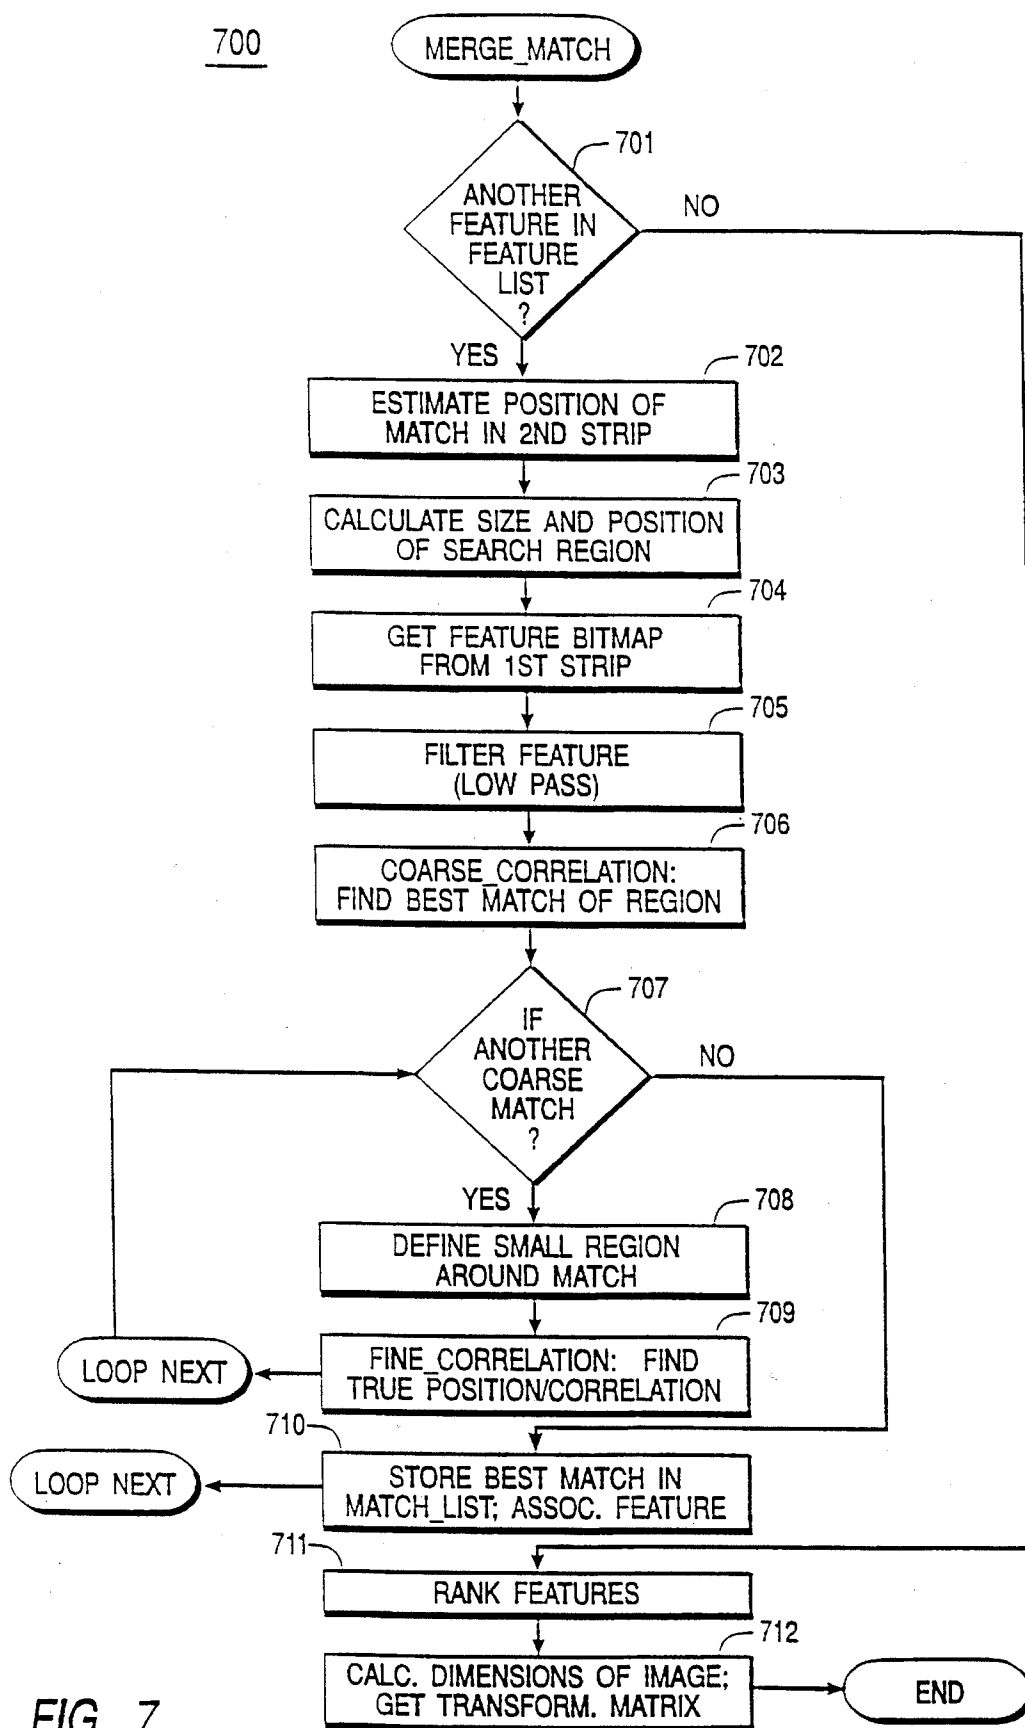 700
MERGE_MATCH
701
ANOTHER
FEATURE IN
FEATURE
LIST
?
NO
YES
702
ESTIMATE POSITION OF
MATCH IN 2ND STRIP
703
CALCULATE SIZE AND POSITION
OF SEARCH REGION
704
GET FEATURE BITMAP
FROM 1ST STRIP
705
FILTER FEATURE
(LOW PASS)
706
COARSE_CORRELATION:
FIND BEST MATCH OF REGION
707
IF
ANOTHER
COARSE
MATCH
?
NO
YES
708
DEFINE SMALL REGION
AROUND MATCH
709
FINE_CORRELATION: FIND
TRUE POSITION/CORRELATION
LOOP NEXT
710
STORE BEST MATCH IN
MATCH_LIST; ASSOC. FEATURE
LOOP NEXT
711
RANK FEATURES
712
CALC. DIMENSIONS OF IMAGE;
GET TRANSFORM. MATRIX
END
FIG. 7